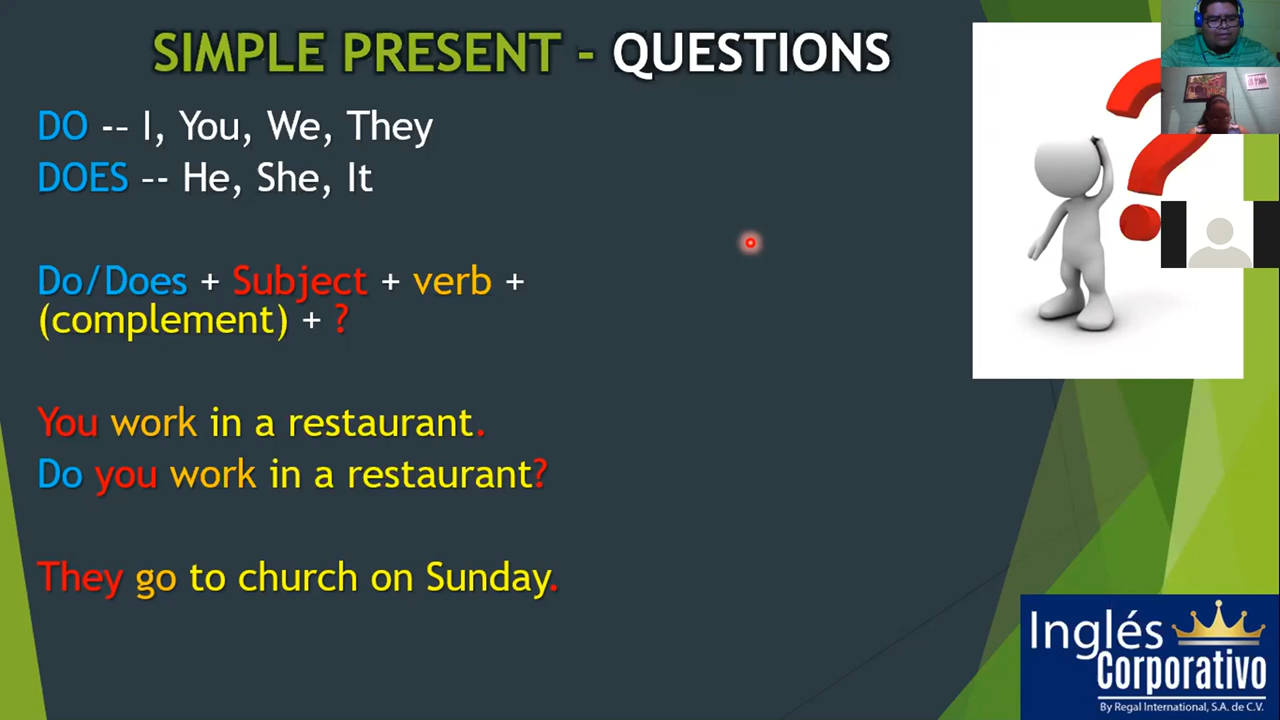 SIMPLE PRESENT - QUESTIONS
DO -- I, You, We, They
DOES -- He, She, It
Do/Does + Subject + verb +
(complement) + ?
You work in a restaurant.
Do you work in a restaurant?
They go to church on Sunday.
Inglés
Corporativo
By Regal International, S.A. de C.V.